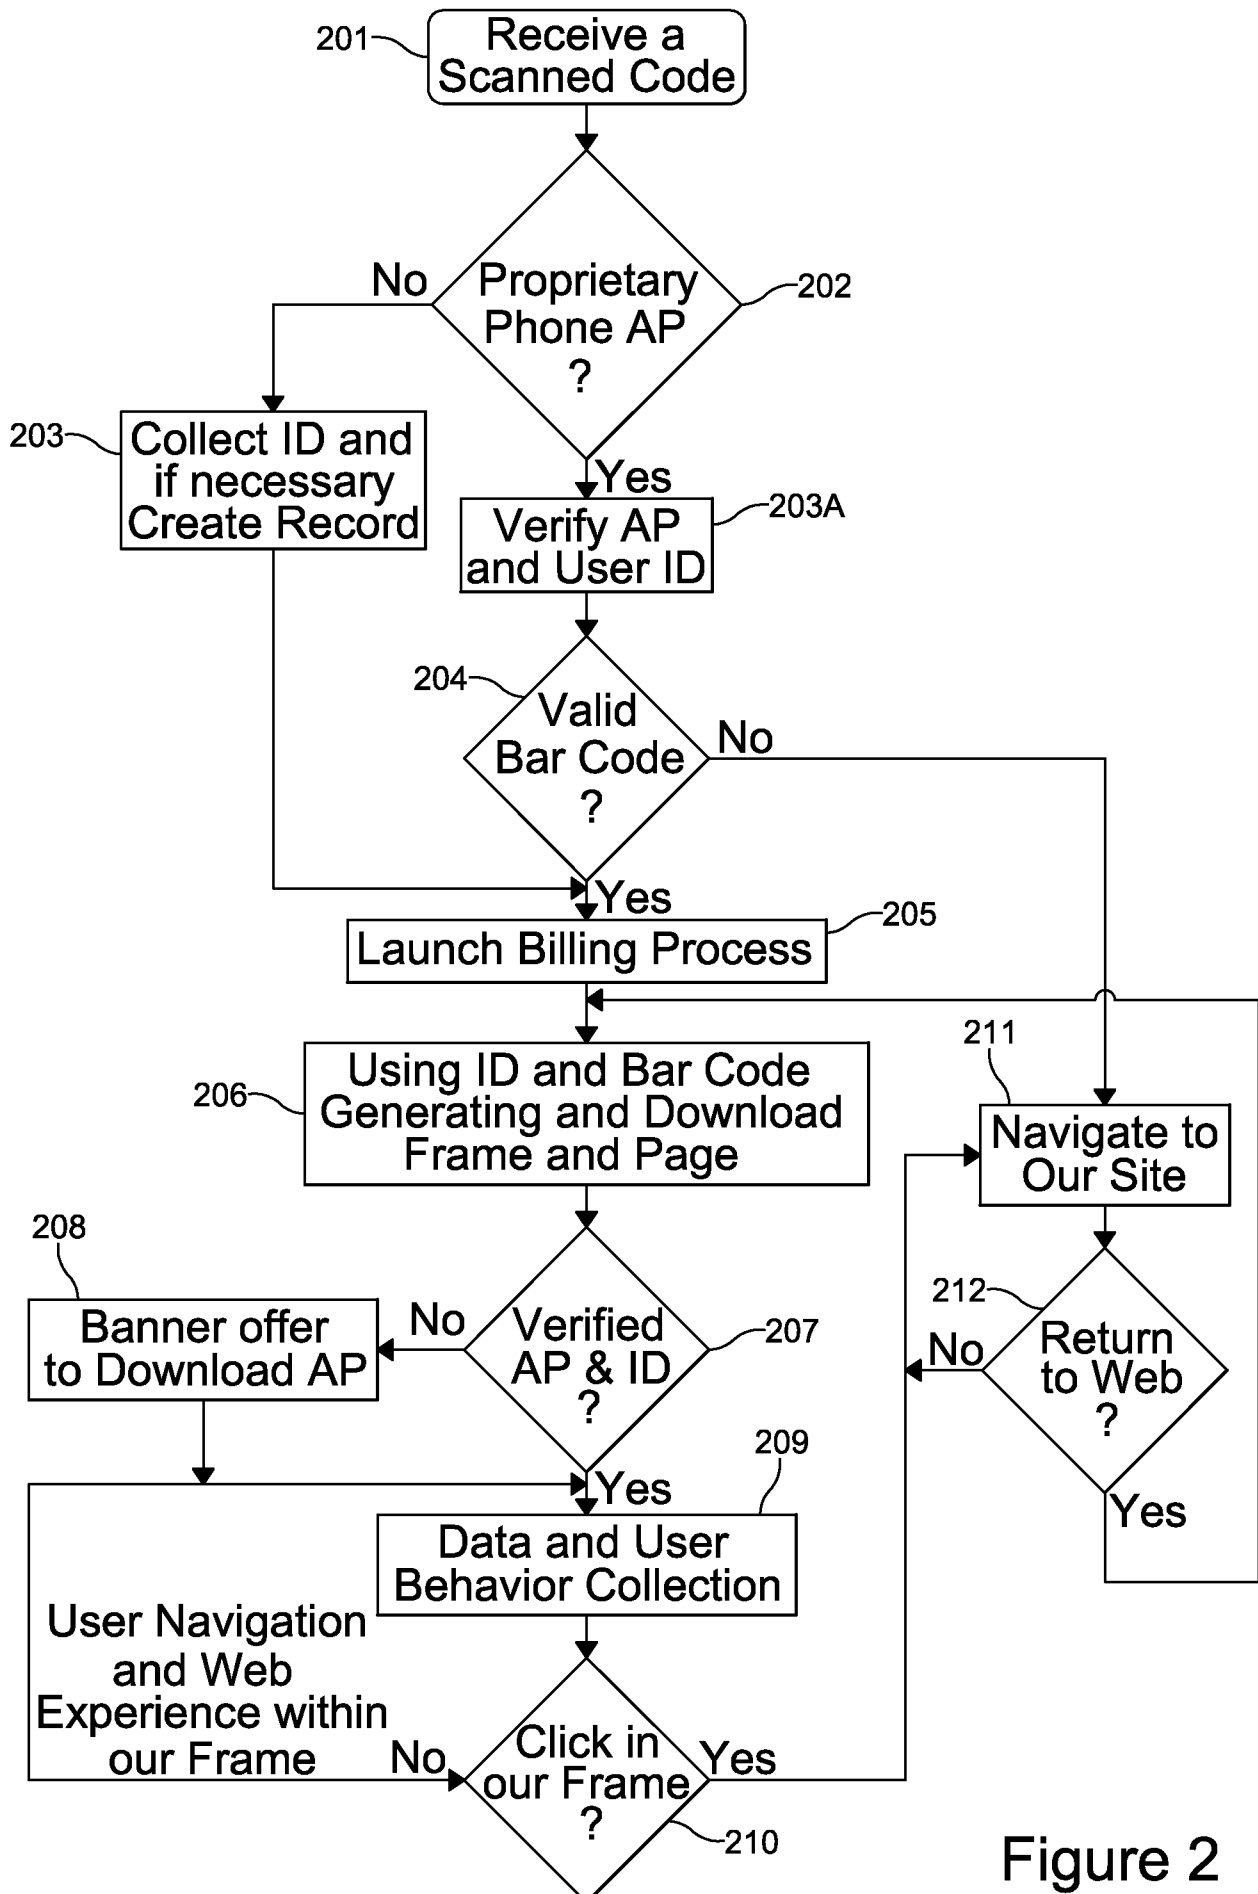 201
Receive a
Scanned Code
No
Proprietary
Phone AP
?
202
203
Collect ID and
if necessary
Create Record
Yes
203A
Verify AP
and User ID
204
Valid
Bar Code
?
No
Yes
205
Launch Billing Process
206
Using ID and Bar Code
Generating and Download
Frame and Page
211
Navigate to
Our Site
208
Banner offer
to Download AP
No
Verified
AP & ID
?
207
212
Return
to Web
?
No
Yes
Yes
209
Data and User
Behavior Collection
User Navigation
and Web
Experience within
our Frame
No
Click in
our Frame
?
Yes
210
Figure 2